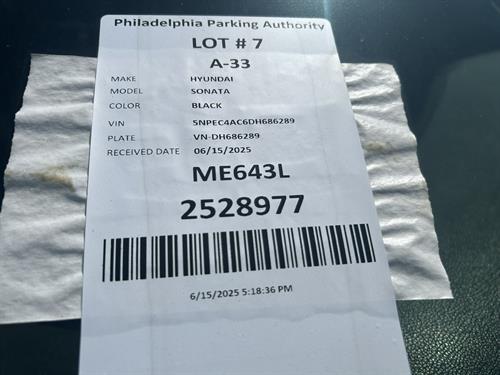 Philadelphia Parking Authority
LOT # 7
A-33
MAKE HYUNDAI
MODEL SONATA
COLOR BLACK
VIN 5NPEC4AC6DH686289
PLATE VN-DH686289
RECEIVED DATE 06/15/2025
ME643L
2528977
6/15/2025 5:18:36 PM